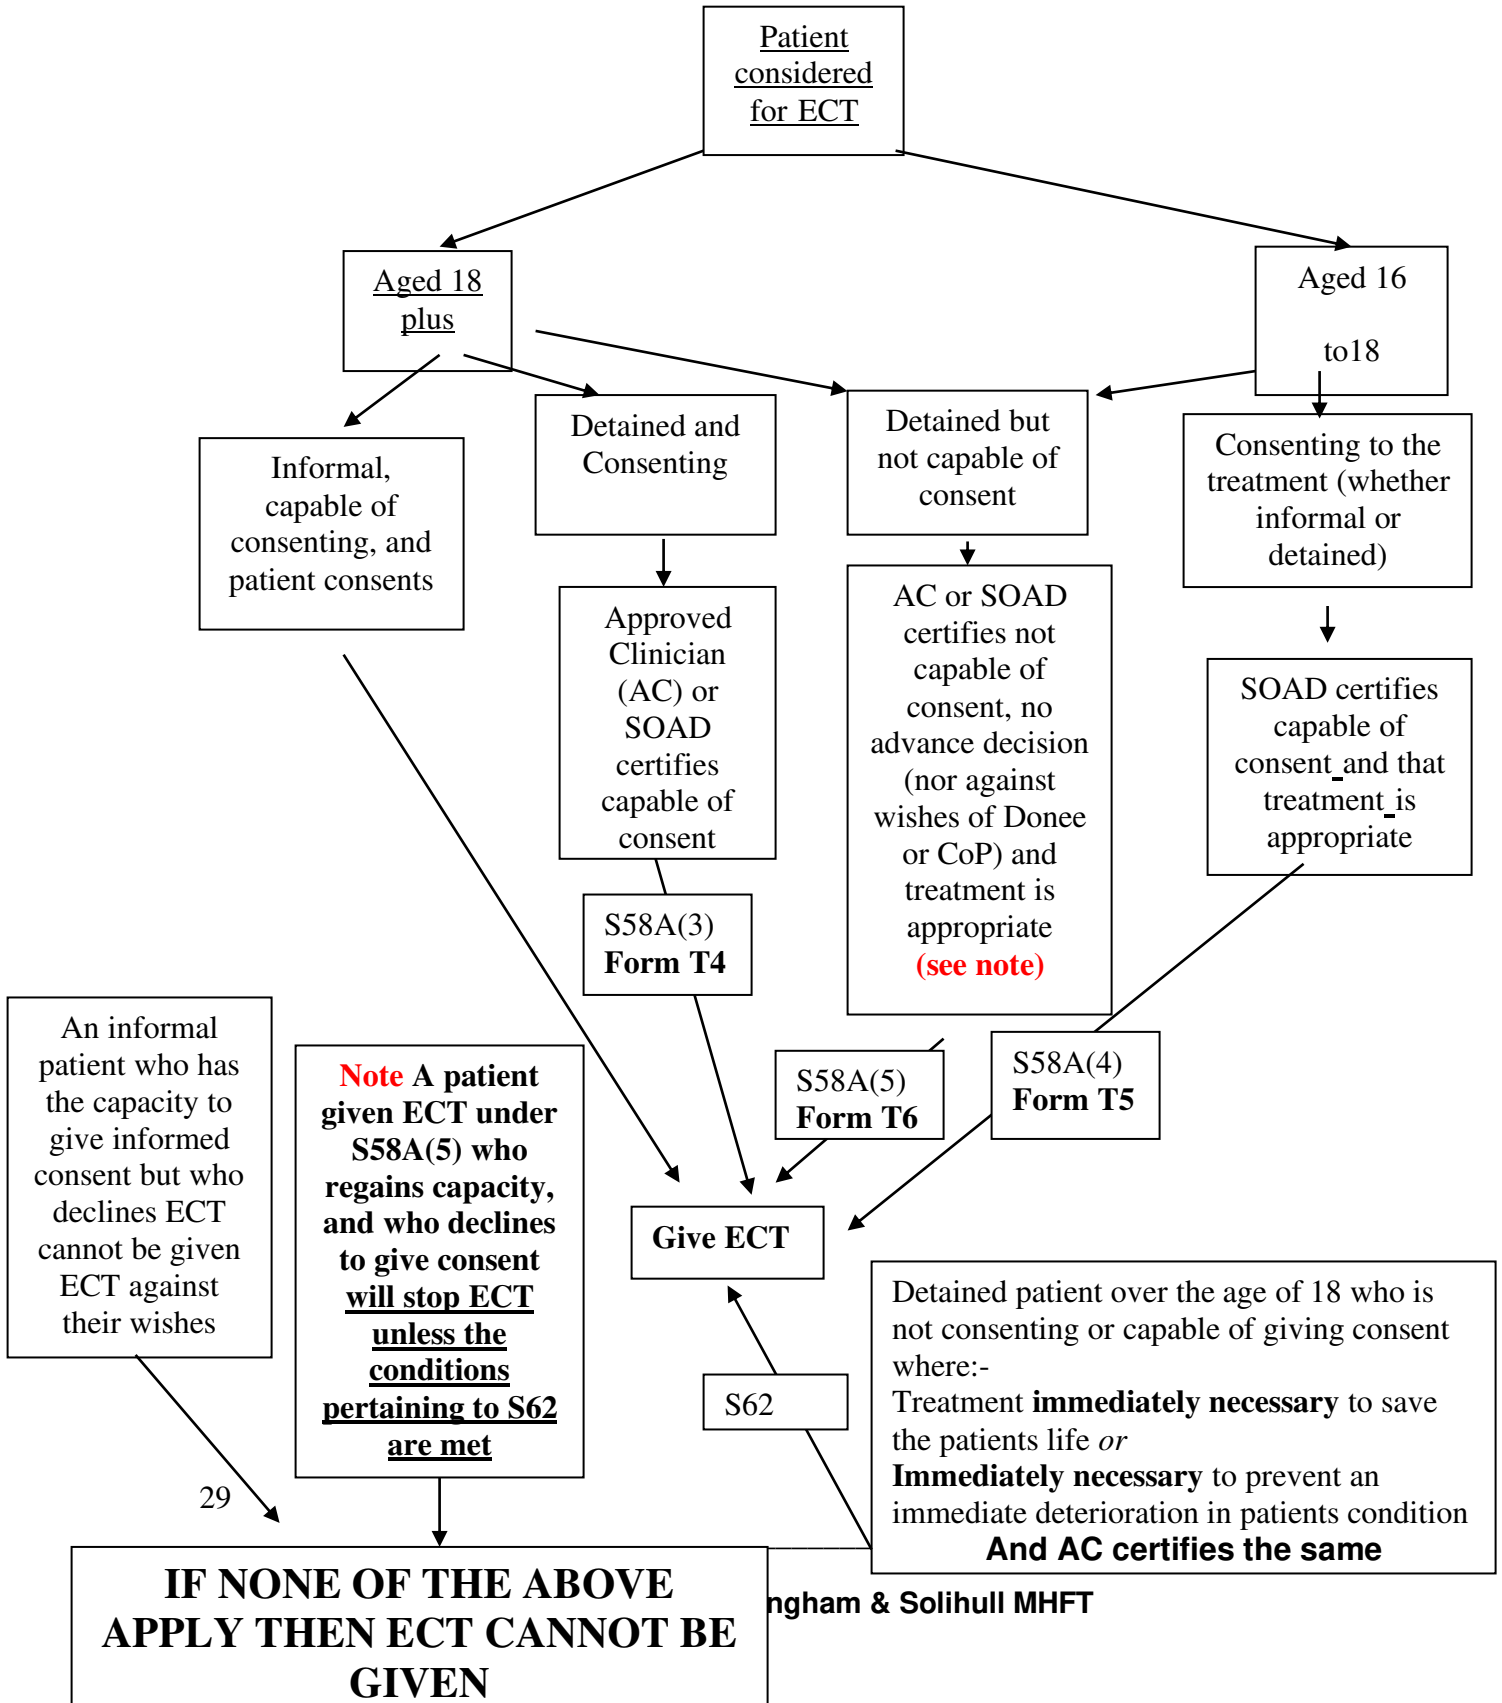 Patient
considered
for ECT
Aged 18
plus
Aged 16
to18
Informal,
capable of
consenting, and
patient consents
Detained and
Consenting
Detained but
not capable of
consent
Consenting to the
treatment (whether
informal or
detained)
Approved
Clinician
(AC) or
SOAD
certifies
capable of
consent
AC or SOAD
certifies not
capable of
consent, no
advance decision
(nor against
wishes of Donee
or CoP) and
treatment is
appropriate
(see note)
SOAD certifies
capable of
consent and that
treatment is
appropriate
S58A(3)
Form T4
S58A(5)
Form T6
S58A(4)
Form T5
An informal
patient who has
the capacity to
give informed
consent but who
declines ECT
cannot be given
ECT against
their wishes
Note A patient
given ECT under
S58A(5) who
regains capacity,
and who declines
to give consent
will stop ECT
unless the
conditions
pertaining to S62
are met
Give ECT
S62
Detained patient over the age of 18 who is
not consenting or capable of giving consent
where:-
Treatment immediately necessary to save
the patients life or
Immediately necessary to prevent an
immediate deterioration in patients condition
And AC certifies the same
29
IF NONE OF THE ABOVE
APPLY THEN ECT CANNOT BE
GIVEN
ngham & Solihull MHFT